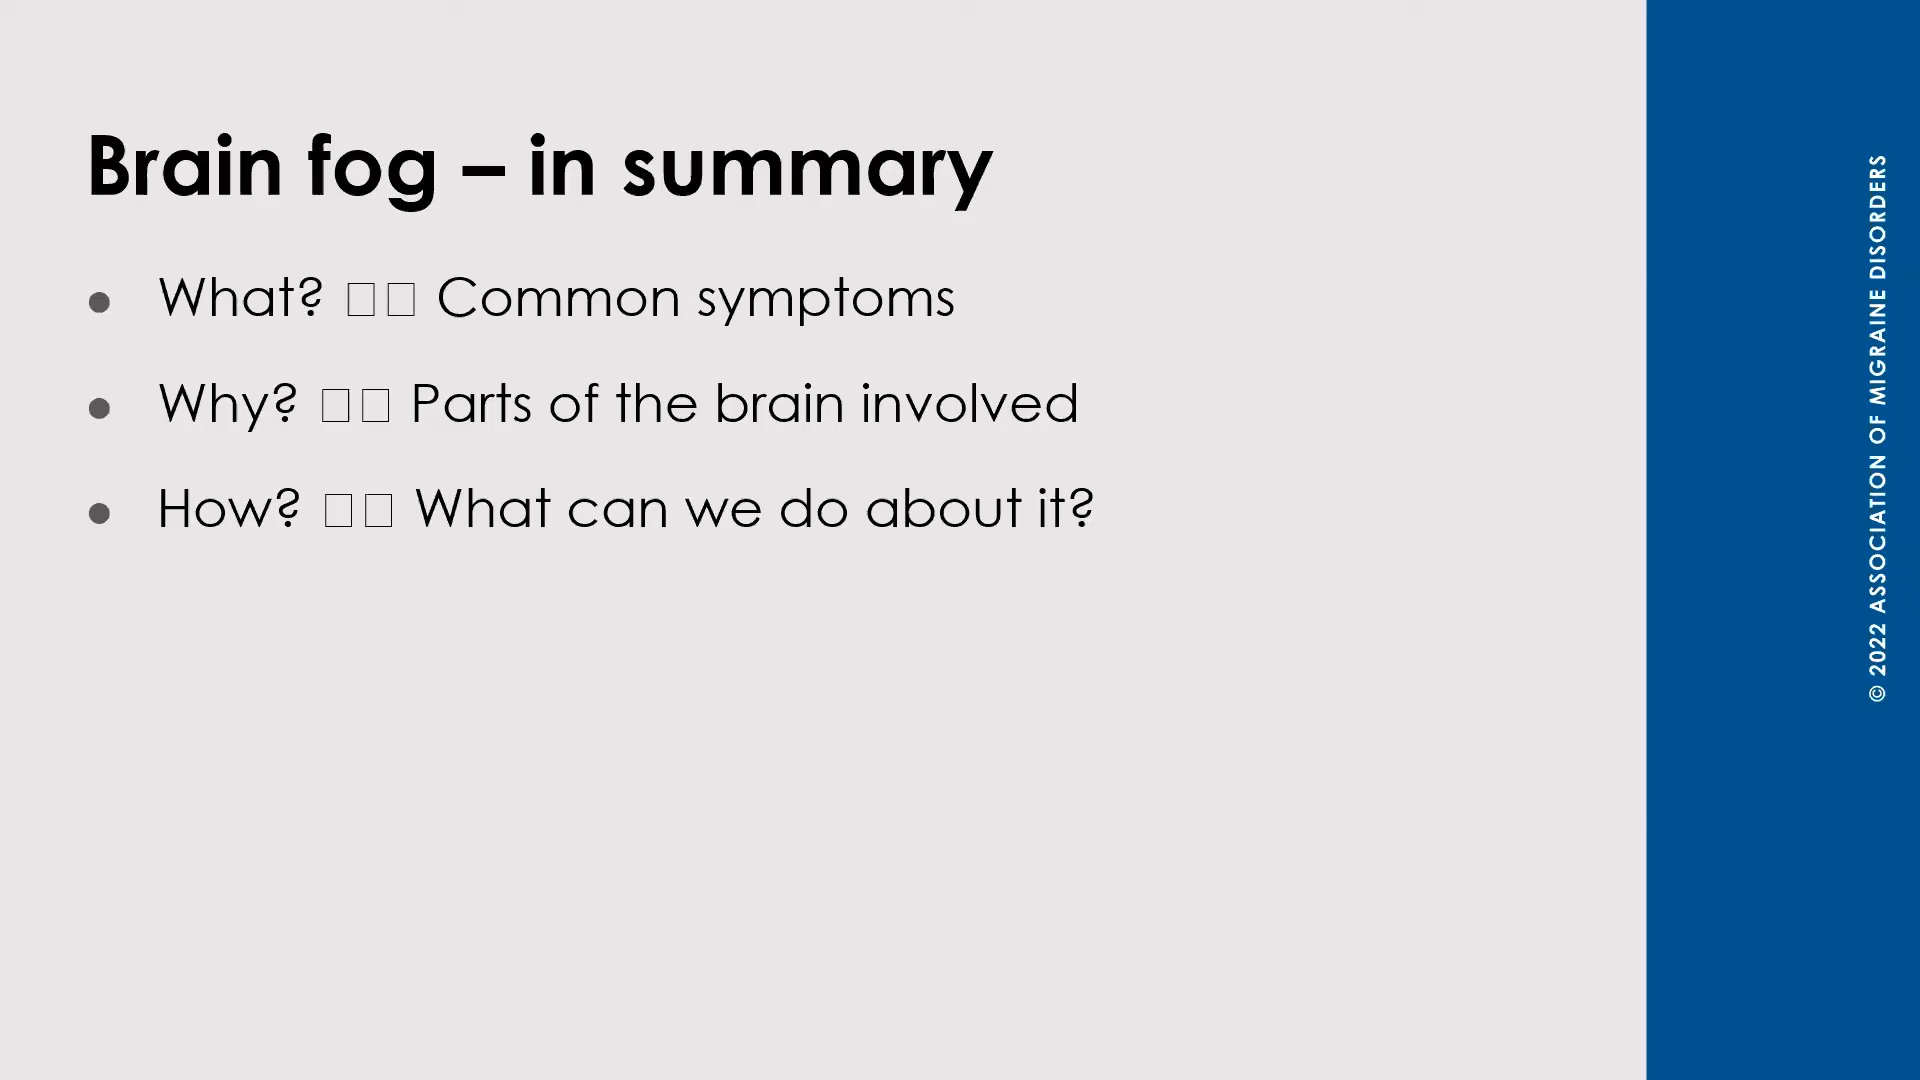 Brain fog – in summary
• What? □□ Common symptoms
• Why? □□ Parts of the brain involved
• How? □□ What can we do about it?
© 2022 ASSOCIATION OF MIGRAINE DISORDERS